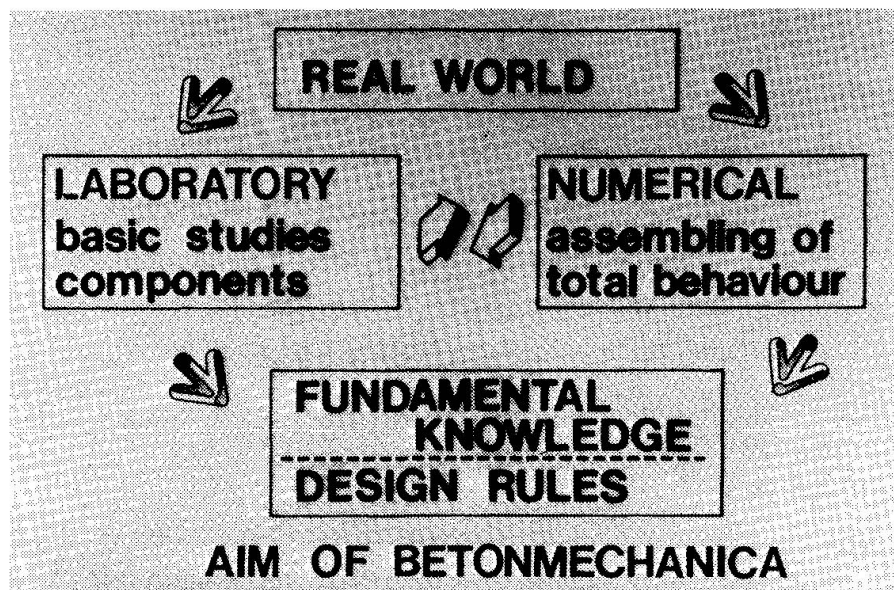 REAL WORLD
LABORATORY
basic studies
components
NUMERICAL
assembling of
total behaviour
FUNDAMENTAL
KNOWLEDGE
DESIGN RULES
AIM OF BETONMECHANICA